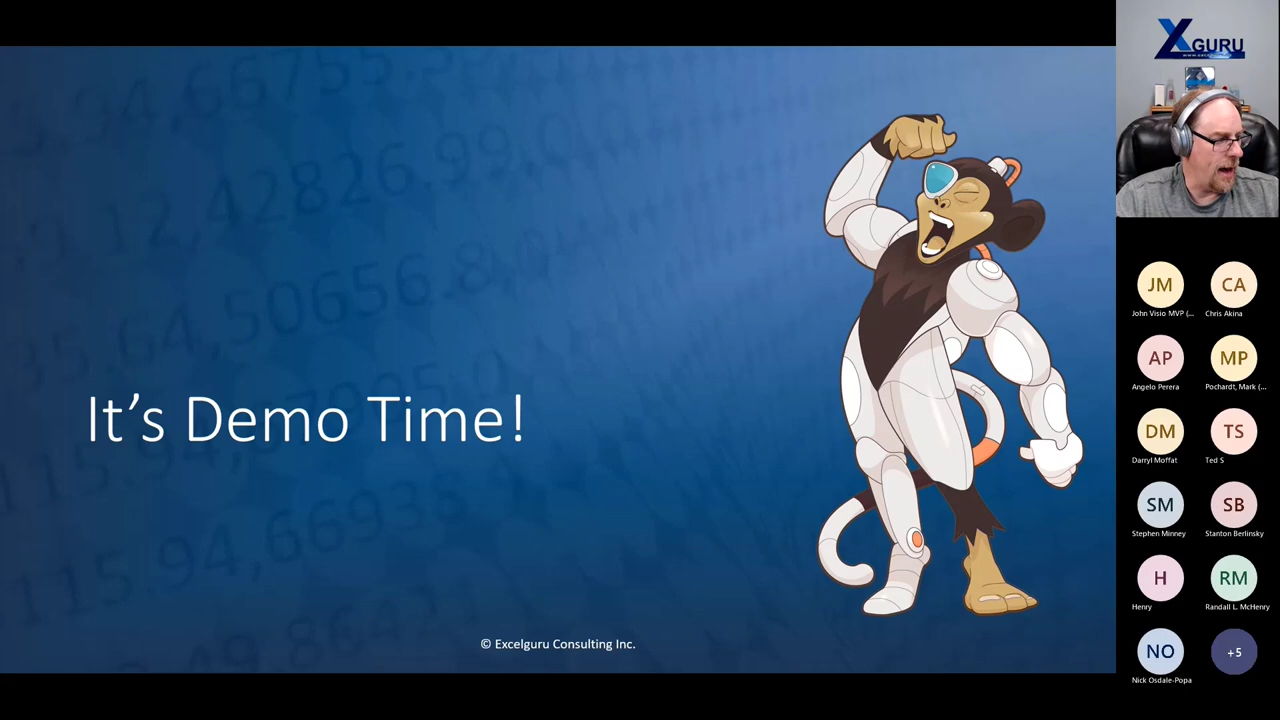 It's Demo Time!
© Excelguru Consulting Inc.
XGURU
JM
CA
John Visio MVP (...
Chris Akina
AP
MP
Angelo Perera
Pochardt, Mark (...
DM
TS
Darryl Moffat
Ted S
SM
SB
Stephen Minney
Stanton Berlinsky
H
RM
Henry
Randall L. McHenry
NO
+5
Nick Osdale-Popa